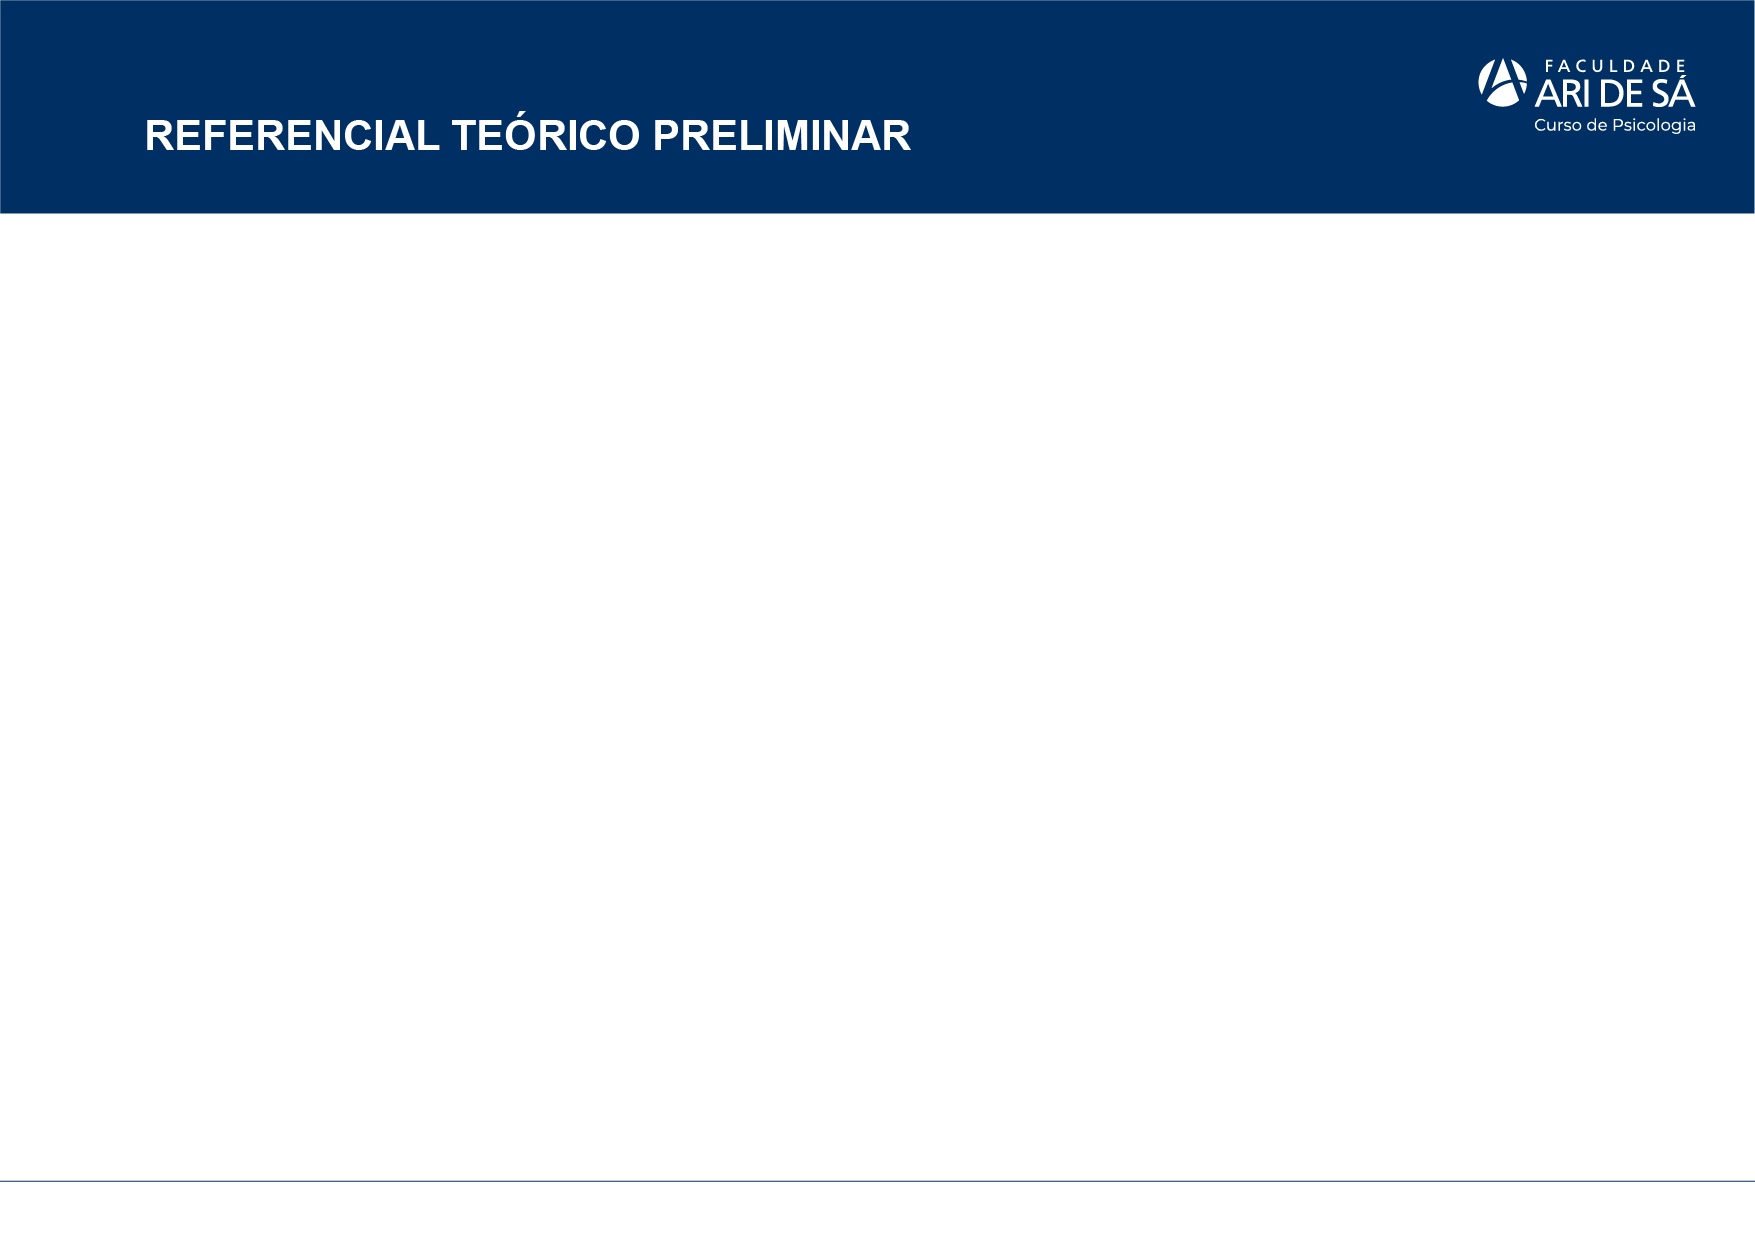 FACULDADE
ARI DE SÁ
Curso de Psicologia
REFERENCIAL TEÓRICO PRELIMINAR